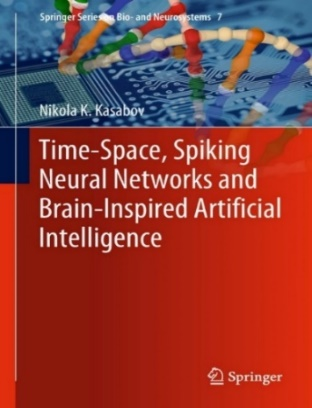 Springer Series on Bio- and Neurosystems 7
Nikola K. Kasabov
Time-Space, Spiking
Neural Networks and
Brain-Inspired Artificial
Intelligence
Springer